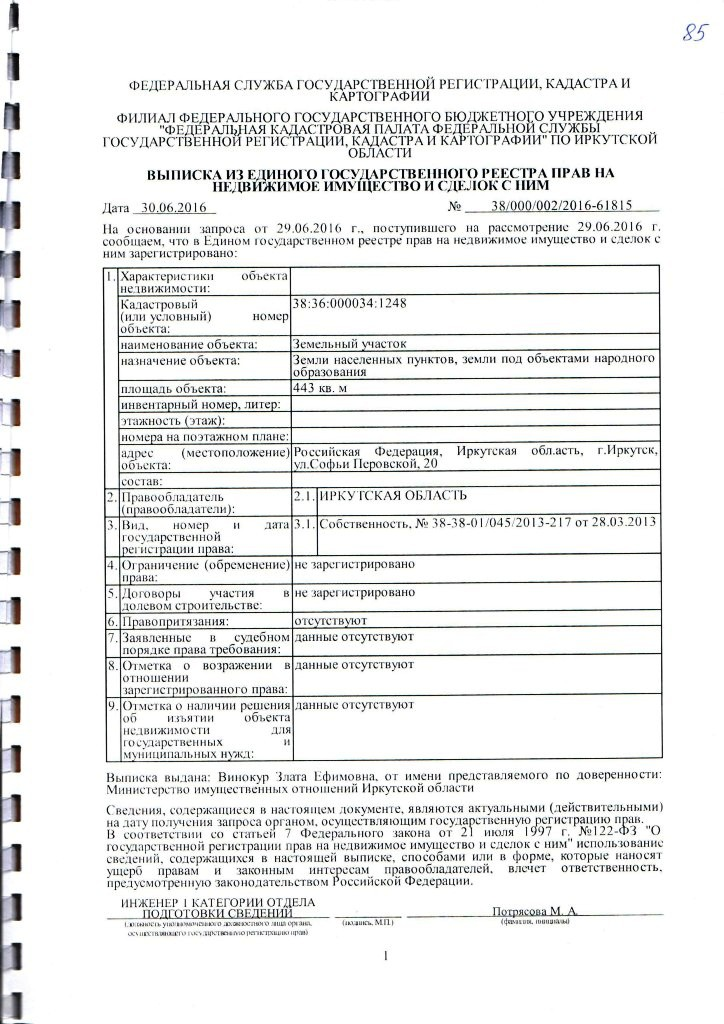 85
ФЕДЕРАЛЬНАЯ СЛУЖБА ГОСУДАРСТВЕННОЙ РЕГИСТРАЦИИ, КАДАСТРА И
КАРТОГРАФИИ
ФИЛИАЛ ФЕДЕРАЛЬНОГО ГОСУДАРСТВЕННОГО БЮДЖЕТНОГО УЧРЕЖДЕНИЯ
"ФЕДЕРАЛЬНАЯ КАДАСТРОВАЯ ПАЛАТА ФЕДЕРАЛЬНОЙ СЛУЖБЫ
ГОСУДАРСТВЕННОЙ РЕГИСТРАЦИИ, КАДАСТРА И КАРТОГРАФИИ" ПО ИРКУТСКОЙ
ОБЛАСТИ
ВЫПИСКА ИЗ ЕДИНОГО ГОСУДАРСТВЕННОГО РЕЕСТРА ПРАВ НА
НЕДВИЖИМОЕ ИМУЩЕСТВО И СДЕЛОК С НИМ
Дата 30.06.2016 № 38/000/002/2016-61815
На основании запроса от 29.06.2016 г., поступившего на рассмотрение 29.06.2016 г.
сообщаем, что в Едином государственном реестре прав на недвижимое имущество и сделок с
ним зарегистрировано:
1. Характеристики объекта
недвижимости:
Кадастровый 38:36:000034:1248
(или условный) номер
объекта:
наименование объекта: Земельный участок
назначение объекта: Земли населенных пунктов, земли под объектами народного
образования
площадь объекта: 443 кв. м
инвентарный номер, литер:
этажность (этаж):
номера на поэтажном плане:
адрес (местоположение) Российская Федерация, Иркутская обл.асть, г.Иркутск,
объекта: ул.Софьи Перовской, 20
состав:
2. Правообладатель 2.1. ИРКУТСКАЯ ОБЛАСТЬ
(правообладатели):
3. Вид, номер и дата 3.1. Собственность, № 38-38-01/045/2013-217 от 28.03.2013
государственной
регистрации права:
4. Ограничение (обременение) не зарегистрировано
права:
5. Договоры участия в не зарегистрировано
долевом строительстве:
6. Правопритязания: отсутствуют
7. Заявленные в судебном данные отсутствуют
порядке права требования:
8. Отметка о возражении в данные отсутствуют
отношении
зарегистрированного права:
9. Отметка о наличии решения данные отсутствуют
об изъятии объекта
недвижимости для
государственных и
муниципальных нужд:
Выписка выдана: Винокур Злата Ефимовна, от имени представляемого по доверенности:
Министерство имущественных отношений Иркутской области
Сведения, содержащиеся в настоящем документе, являются актуальными (действительными)
на дату получения запроса органом, осуществляющим государственную регистрацию прав.
В соответствии со статьей 7 Федерального закона от 21 июля 1997 г. №122-ФЗ "О
государственной регистрации прав на недвижимое имущество и сделок с ним" использование
сведений, содержащихся в настоящей выписке, способами или в форме, которые наносят
ущерб правам и законным интересам правообладателей, влечет ответственность,
предусмотренную законодательством Российской Федерации.
ИНЖЕНЕР 1 КАТЕГОРИИ ОТДЕЛА
ПОДГОТОВКИ СВЕДЕНИЙ Потрясова М. А.
(должность уполномоченного должностного лица органа, (подпись, М.П.) (фамилия, инициалы)
осуществляющего государственную регистрацию прав)
1